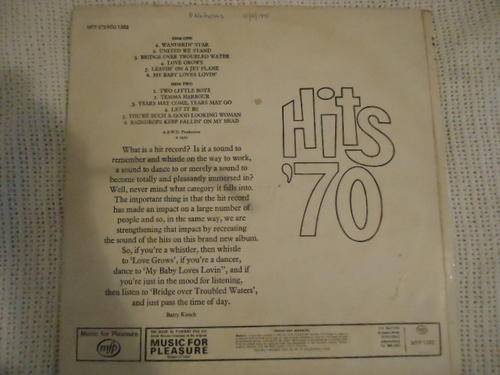 MFP STEREO 1382
SIDE ONE
1. WANDERIN' STAR
2. UNITED WE STAND
3. BRIDGE OVER TROUBLED WATER
4. LOVE GROWS
5. LEAVIN' ON A JET PLANE
6. MY BABY LOVES LOVIN'
SIDE TWO
1. TWO LITTLE BOYS
2. TEMMA HARBOUR
3. YEARS MAY COME, YEARS MAY GO
4. LET IT BE
5. YOU'RE SUCH A GOOD LOOKING WOMAN
6. RAINDROPS KEEP FALLIN' ON MY HEAD
Production
Hits
'70
What is a hit record? Is it a sound to
remember and whistle on the way to work,
a sound to dance to or merely a sound to
become totally and pleasantly immersed in?
Well, never mind what category it falls into.
The important thing is that the hit record
has made an impact on a large number of
people and so, in the same way, we are
strengthening that impact by recreating
the sound of the hits on this brand new album.
So, if you're a whistler, then whistle
to 'Love Grows', if you're a dancer,
dance to 'My Baby Loves Lovin'', and if
you're just in the mood for listening,
then listen to 'Bridge over Troubled Waters',
and just pass the time of day.
Barry Kouch
Music for Pleasure
mfp
MUSIC FOR
PLEASURE
MFP 1382